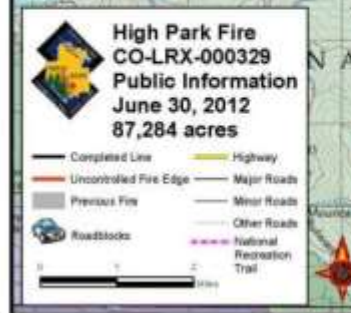 High Park Fire
CO-LRX-000329
Public Information
June 30, 2012
87,284 acres
Completed Line
Uncontrolled Fire Edge
Previous Fire
Roadblocks
Highway
Major Roads
Minor Roads
Other Roads
National
Recreation
Trail
0 1 2
Miles
N A